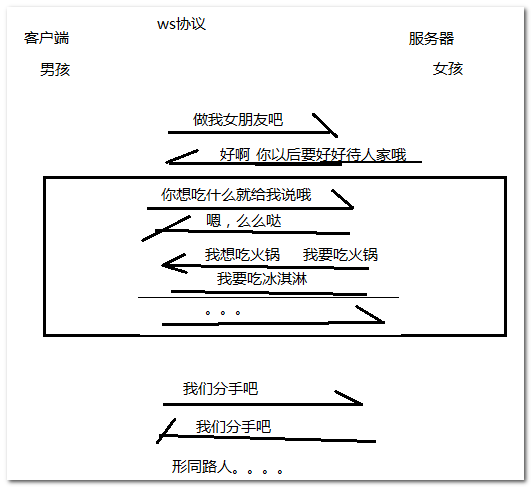 ws协议
客户端 服务器
男孩 女孩
做我女朋友吧
好啊 你以后要好好待人家哦
你想吃什么就给我说哦
嗯，么么哒
我想吃火锅 我要吃火锅
我要吃冰淇淋
。。。
我们分手吧
我们分手吧
形同路人。。。。